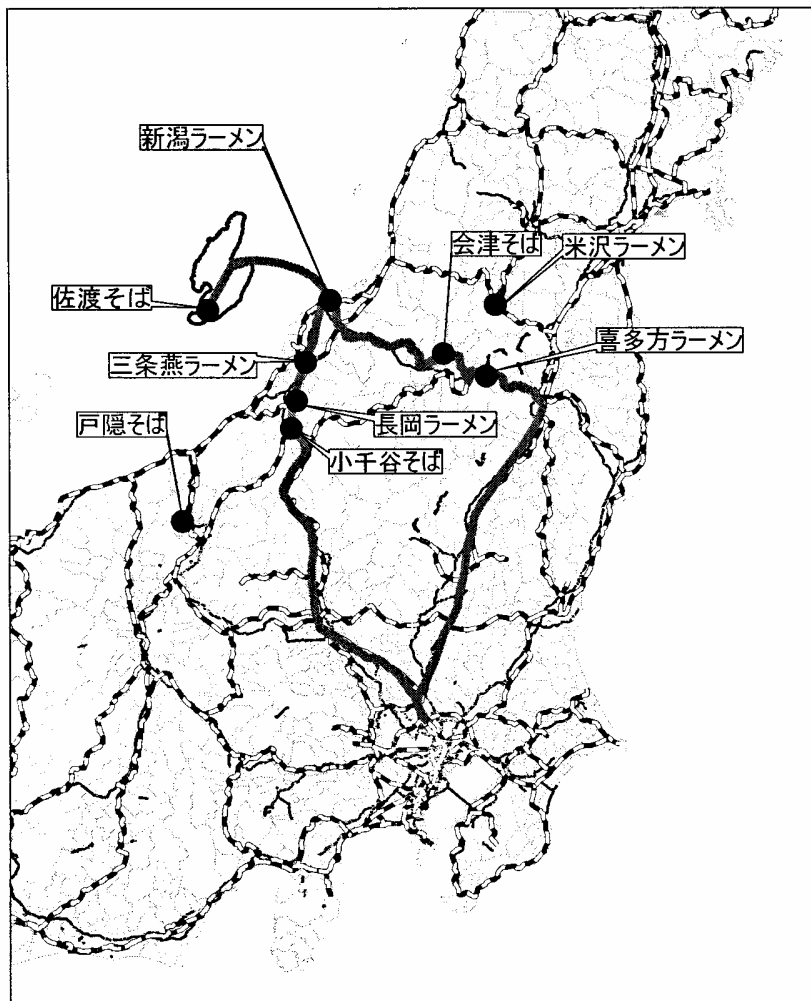 新潟ラーメン
会津そば
米沢ラーメン
佐渡そば
喜多方ラーメン
三条燕ラーメン
戸隠そば
長岡ラーメン
小千谷そば